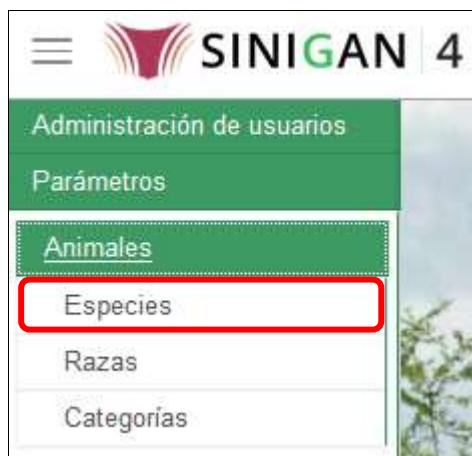 SINIGAN 4
Administración de usuarios
Parámetros
Animales
Especies
Razas
Categorías